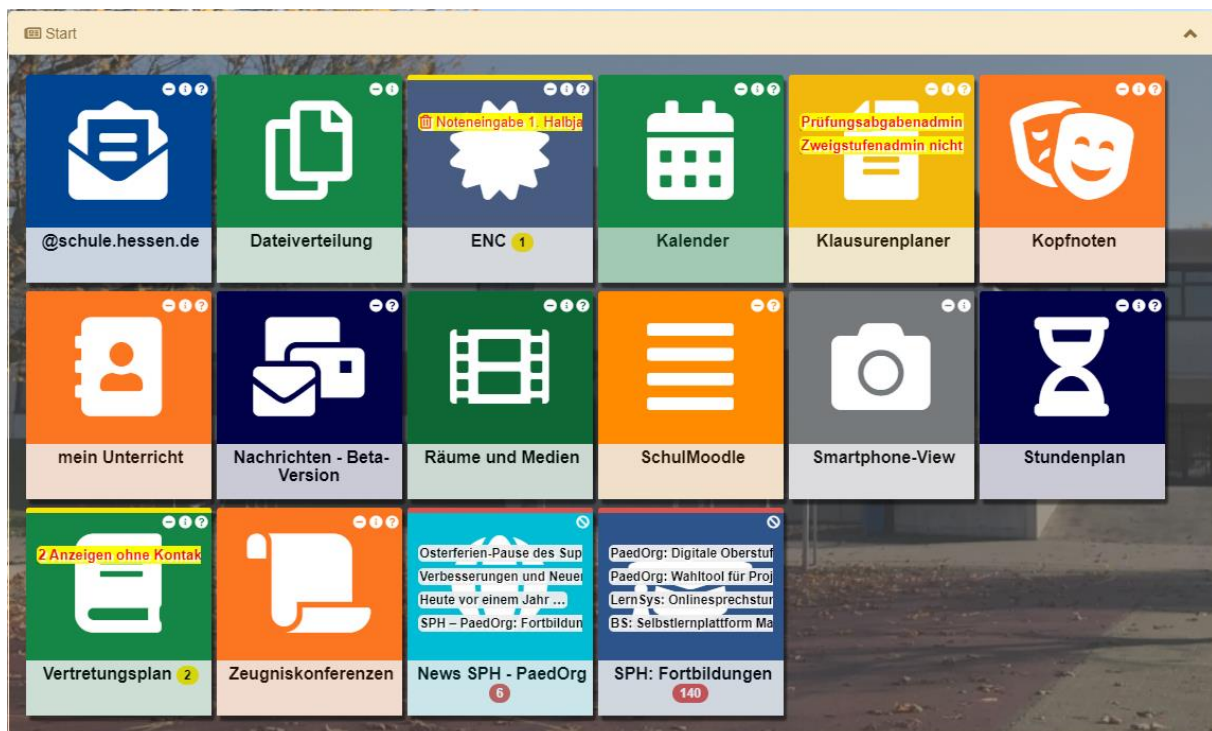 Start
Noteneingabe 1. Halbja
Prüfungsabgabenadmin
Zweigstufenadmin nicht
@schule.hessen.de
Dateiverteilung
ENC 1
Kalender
Klausurenplaner
Kopfnoten
mein Unterricht
Nachrichten - Beta-
Version
Räume und Medien
SchulMoodle
Smartphone-View
Stundenplan
2 Anzeigen ohne Kontak
Osterferien-Pause des Sup
Verbesserungen und Neuer
Heute vor einem Jahr ...
SPH – PaedOrg: Fortbildun
PaedOrg: Digitale Oberstuf
PaedOrg: Wahltool für Proj
LernSys: Onlinesprechstur
BS: Selbstlernplattform Ma
Vertretungsplan 2
Zeugniskonferenzen
News SPH - PaedOrg
6
SPH: Fortbildungen
140